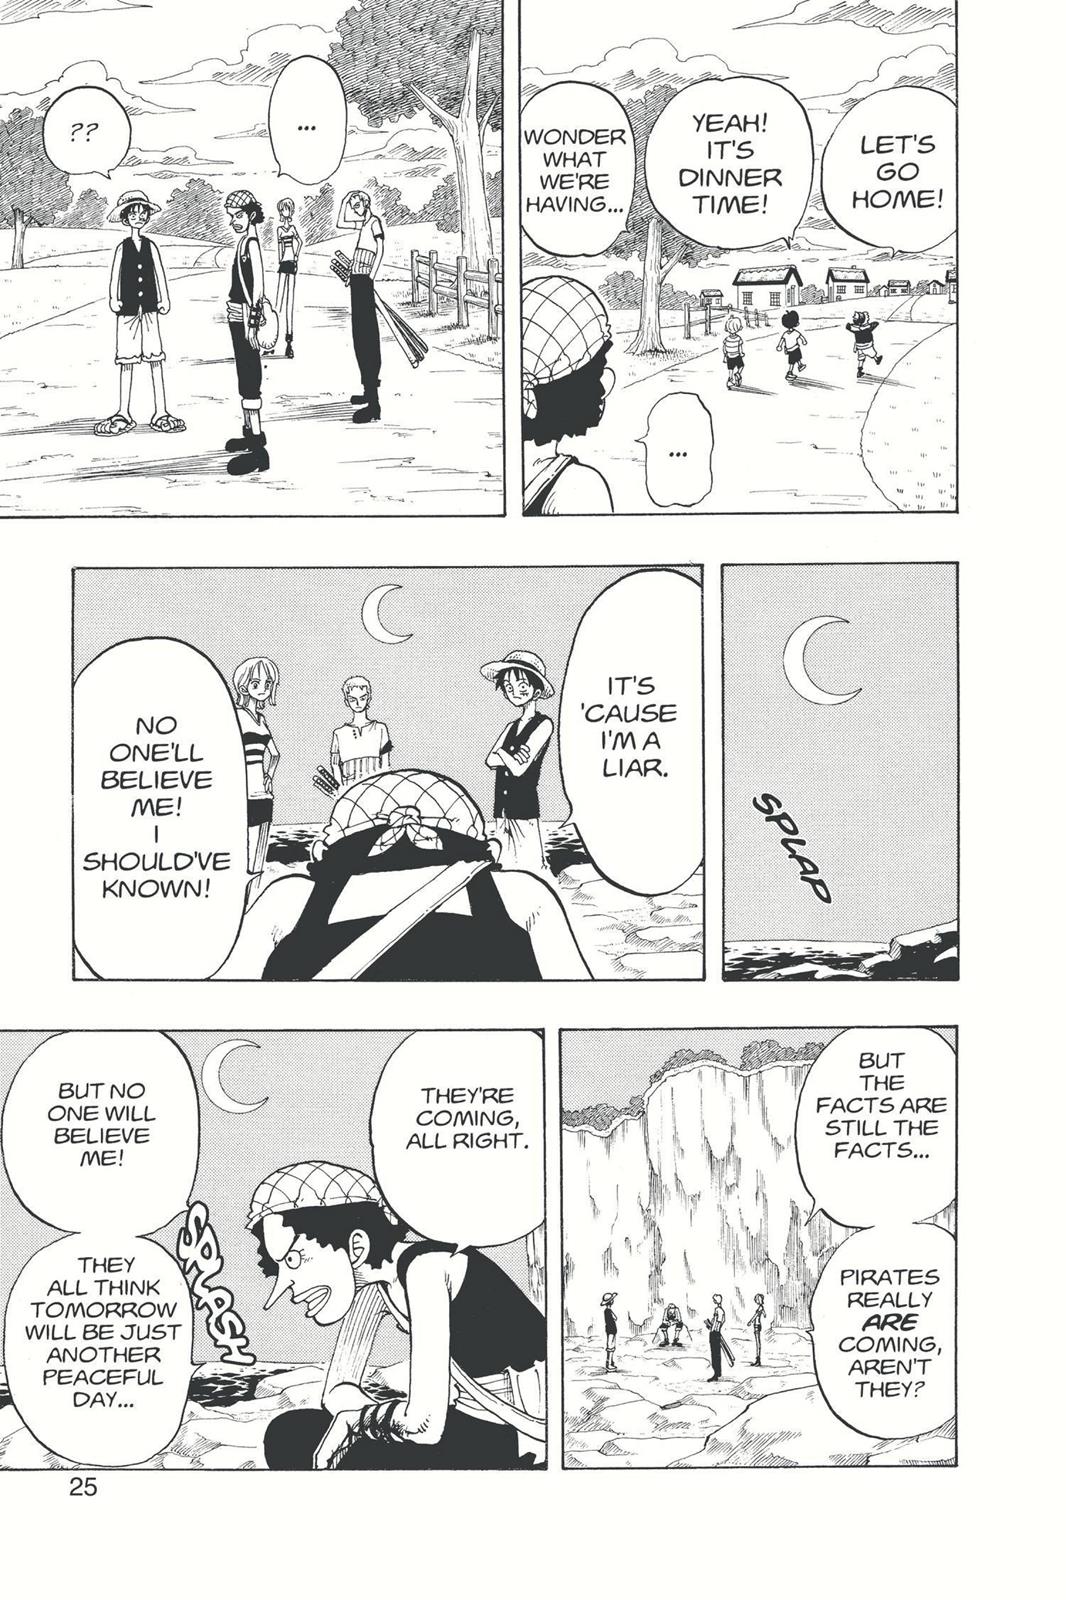 LET'S
GO
HOME!
YEAH!
IT'S
DINNER
TIME!
WONDER
WHAT
WE'RE
HAVING...
...
...
??
SPLAP
IT'S
'CAUSE
I'M A
LIAR.
NO
ONE'LL
BELIEVE
ME!
I
SHOULD'VE
KNOWN!
BUT
THE
FACTS ARE
STILL THE
FACTS...
PIRATES
REALLY
ARE
COMING,
AREN'T
THEY?
THEY'RE
COMING,
ALL RIGHT.
BUT NO
ONE WILL
BELIEVE
ME!
SPLASH
THEY
ALL THINK
TOMORROW
WILL BE JUST
ANOTHER
PEACEFUL
DAY...
25